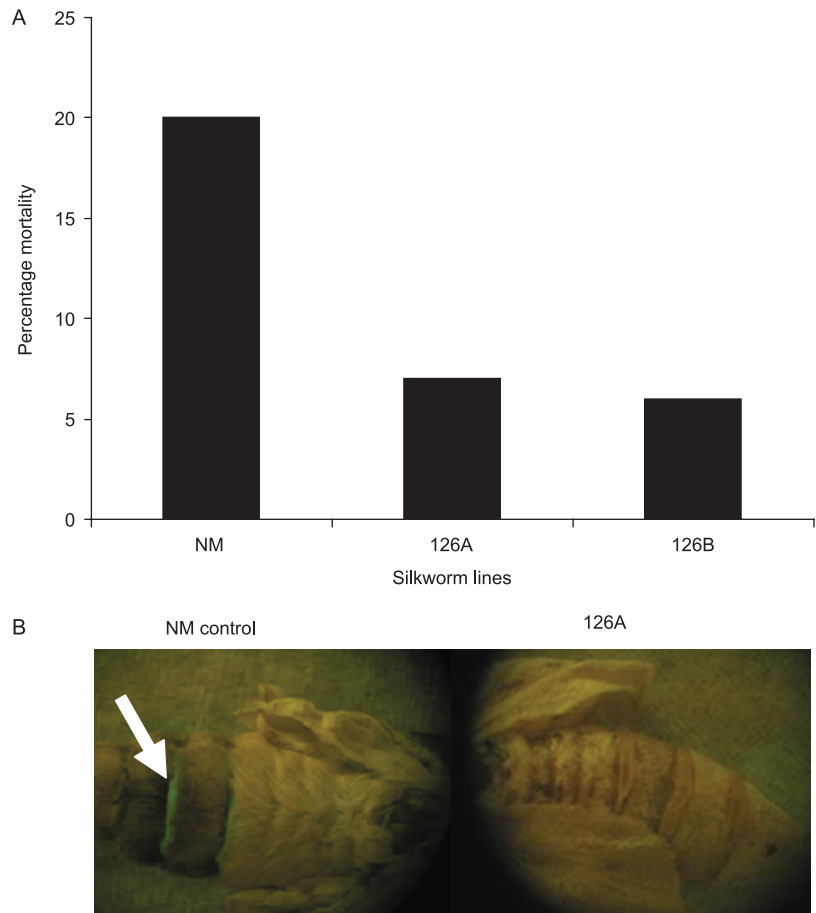 A
25
20
15
10
5
0
Percentage mortality
NM 126A 126B
Silkworm lines
B
NM control 126A